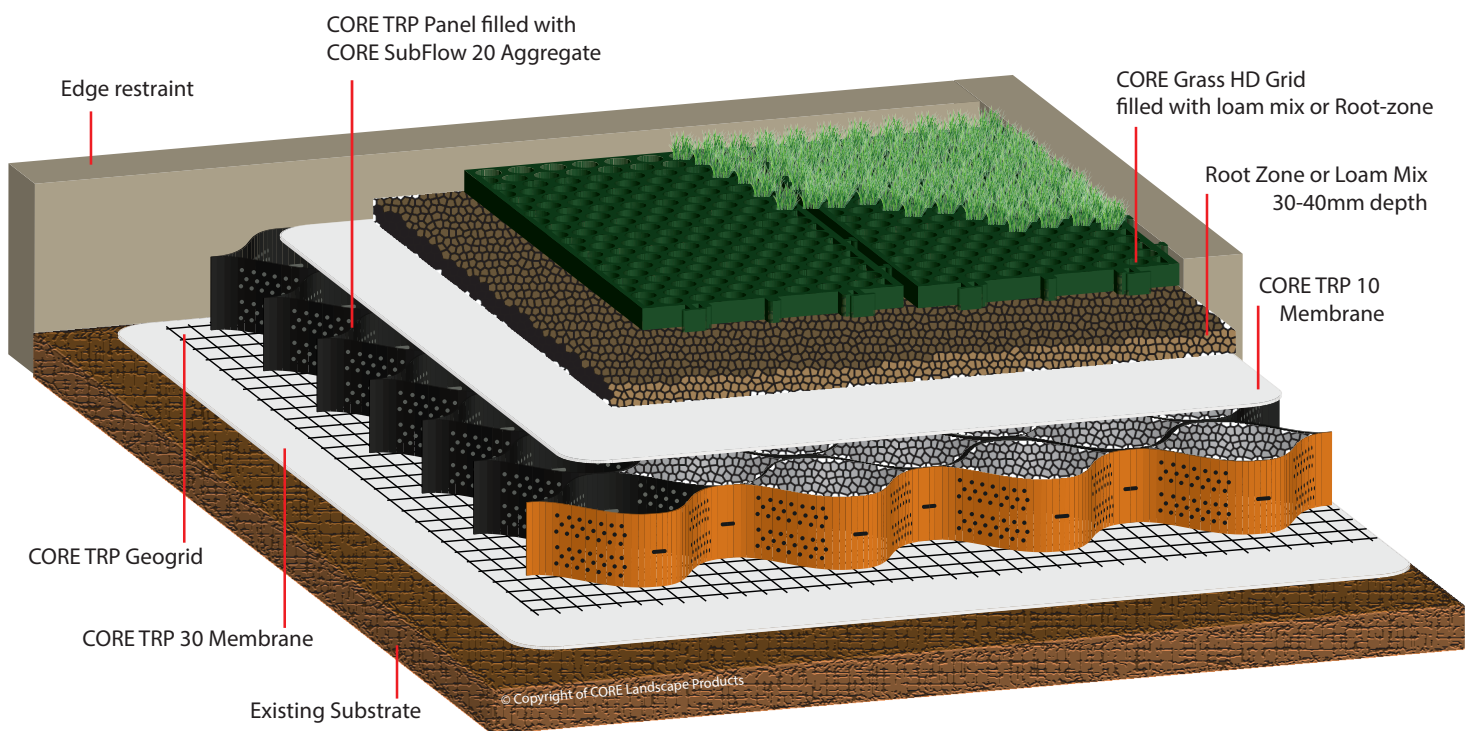 CORE TRP Panel filled with
CORE SubFlow 20 Aggregate
Edge restraint
CORE Grass HD Grid
filled with loam mix or Root-zone
Root Zone or Loam Mix
30-40mm depth
CORE TRP 10
Membrane
CORE TRP Geogrid
CORE TRP 30 Membrane
Existing Substrate
© Copyright of CORE Landscape Products